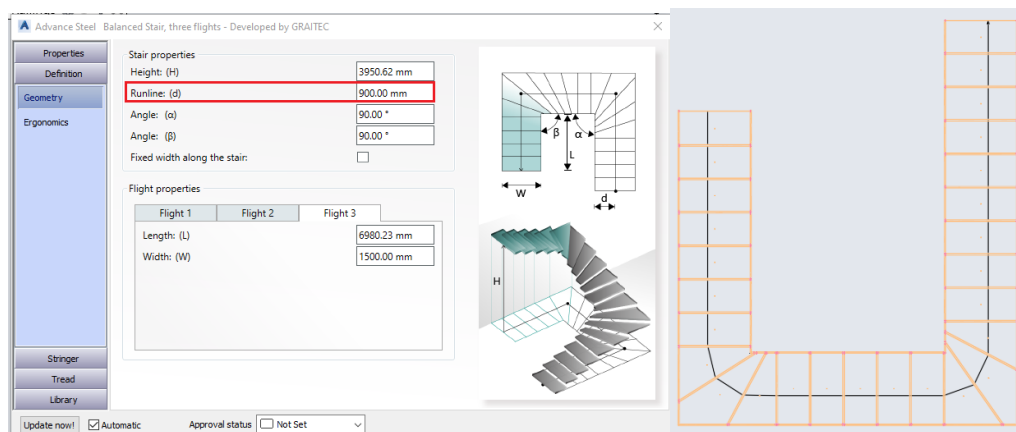 Advance Steel Balanced Stair, three flights - Developed by GRAITEC
Properties
Definition
Geometry
Ergonomics
Stair properties
Height: (H) 3950.62 mm
Runline: (d) 900.00 mm
Angle: (α) 90.00 °
Angle: (β) 90.00 °
Fixed width along the stair:
Flight properties
Flight 1 Flight 2 Flight 3
Length: (L) 6980.23 mm
Width: (W) 1500.00 mm
β α
L
W
d
H
Stringer
Tread
Library
Update now! Automatic Approval status Not Set